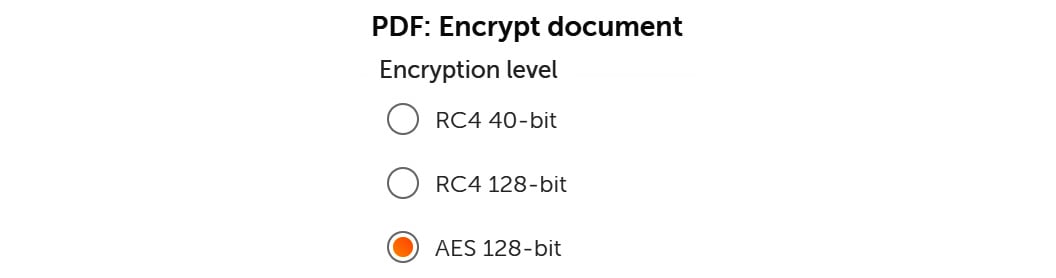 PDF: Encrypt document
Encryption level
RC4 40-bit
RC4 128-bit
AES 128-bit